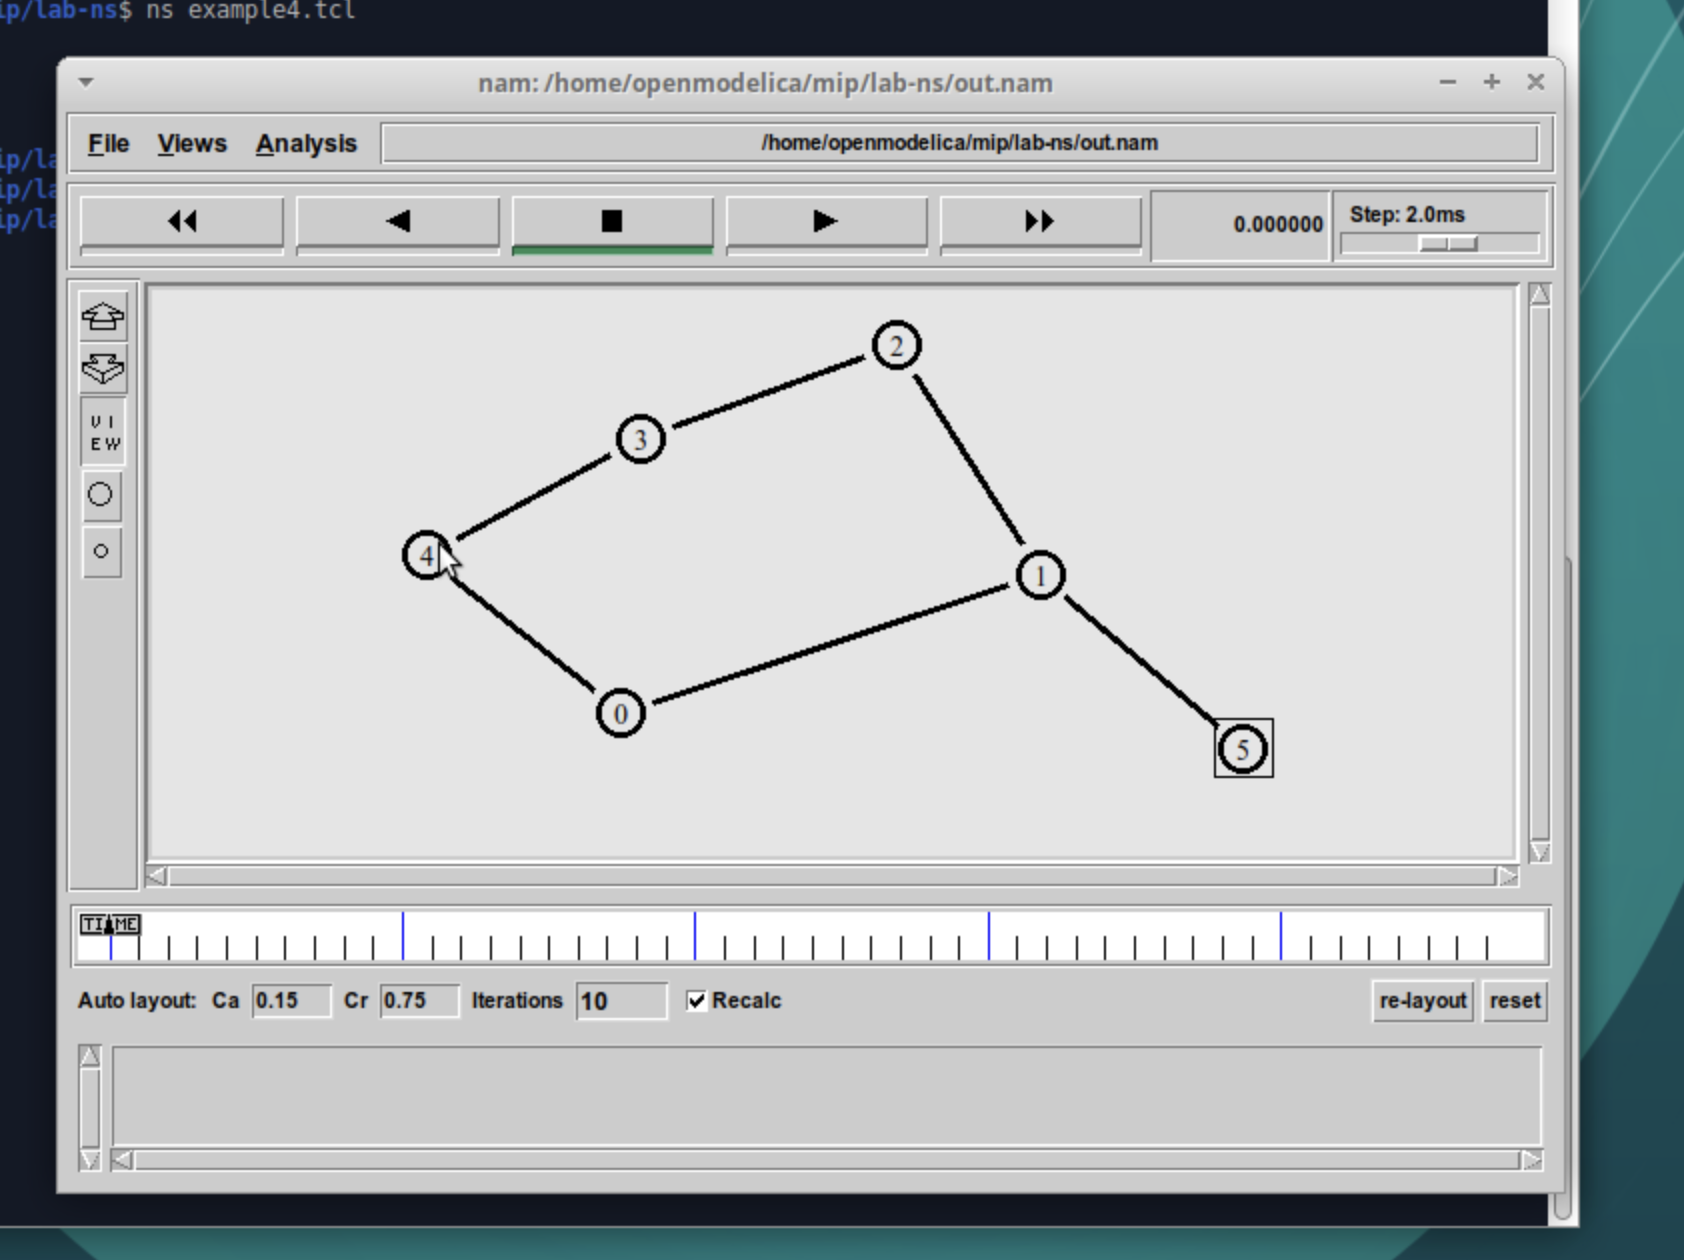 ip/lab-ns$ ns example4.tcl
nam: /home/openmodelica/mip/lab-ns/out.nam
ip/la
ip/la
ip/la
File Views Analysis /home/openmodelica/mip/lab-ns/out.nam
0.000000 Step: 2.0ms
VI
EW
2
3
4
1
0
5
TIME
Auto layout: Ca 0.15 Cr 0.75 Iterations 10 Recalc re-layout reset